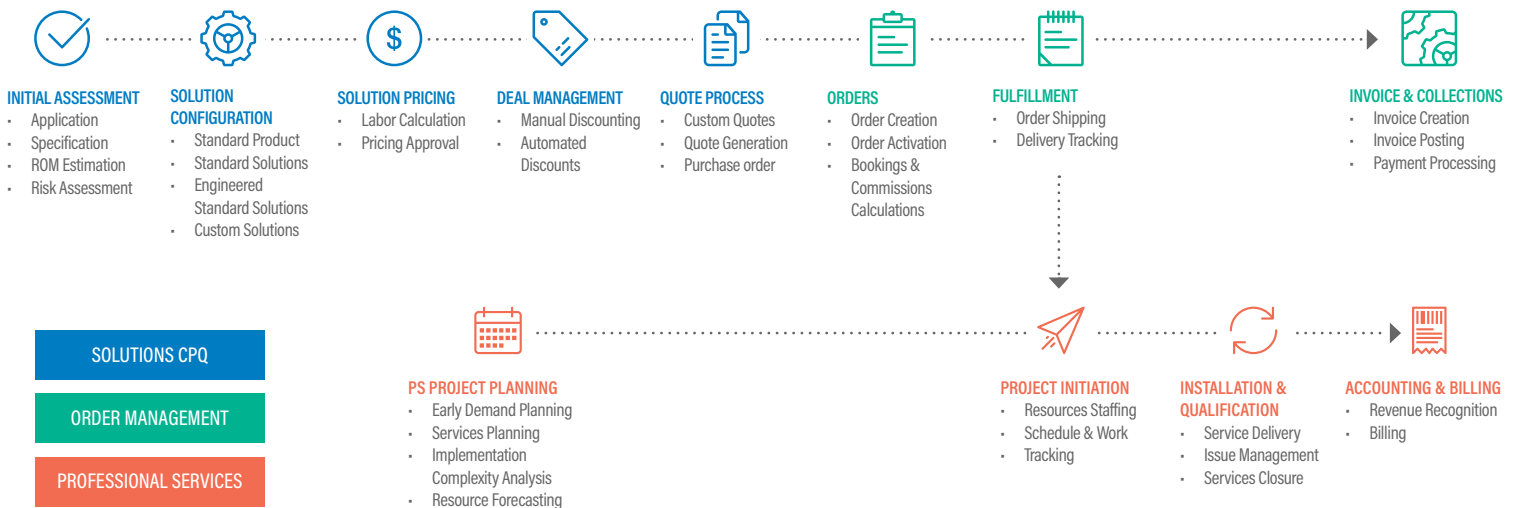 $
INITIAL ASSESSMENT
• Application
• Specification
• ROM Estimation
• Risk Assessment
SOLUTION
CONFIGURATION
• Standard Product
• Standard Solutions
• Engineered
Standard Solutions
• Custom Solutions
SOLUTION PRICING
• Labor Calculation
• Pricing Approval
DEAL MANAGEMENT
• Manual Discounting
• Automated
Discounts
QUOTE PROCESS
• Custom Quotes
• Quote Generation
• Purchase order
ORDERS
• Order Creation
• Order Activation
• Bookings &
Commissions
Calculations
FULFILLMENT
• Order Shipping
• Delivery Tracking
INVOICE & COLLECTIONS
• Invoice Creation
• Invoice Posting
• Payment Processing
SOLUTIONS CPQ
ORDER MANAGEMENT
PROFESSIONAL SERVICES
PS PROJECT PLANNING
• Early Demand Planning
• Services Planning
• Implementation
Complexity Analysis
• Resource Forecasting
PROJECT INITIATION
• Resources Staffing
• Schedule & Work
• Tracking
INSTALLATION &
QUALIFICATION
• Service Delivery
• Issue Management
• Services Closure
ACCOUNTING & BILLING
• Revenue Recognition
• Billing